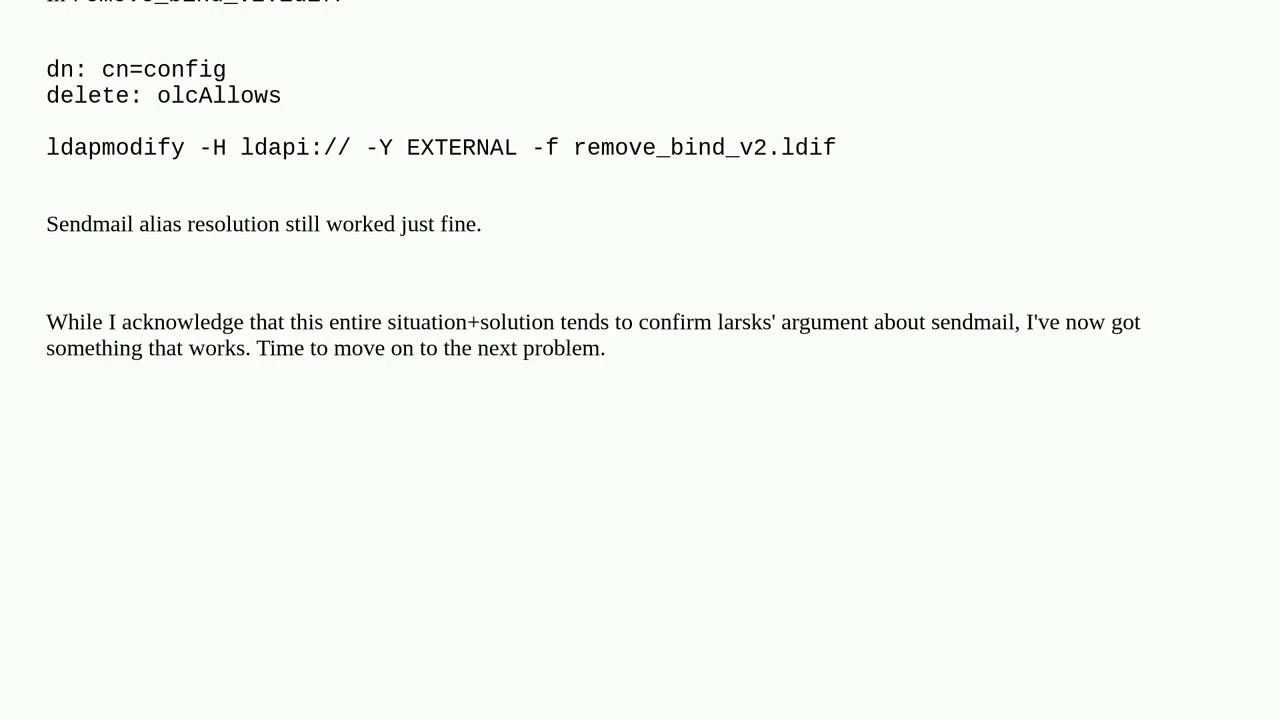 dn: cn=config
delete: olcAllows
ldapmodify -H ldapi:// -Y EXTERNAL -f remove_bind_v2.ldif
Sendmail alias resolution still worked just fine.
While I acknowledge that this entire situation+solution tends to confirm larsks' argument about sendmail, I've now got
something that works. Time to move on to the next problem.